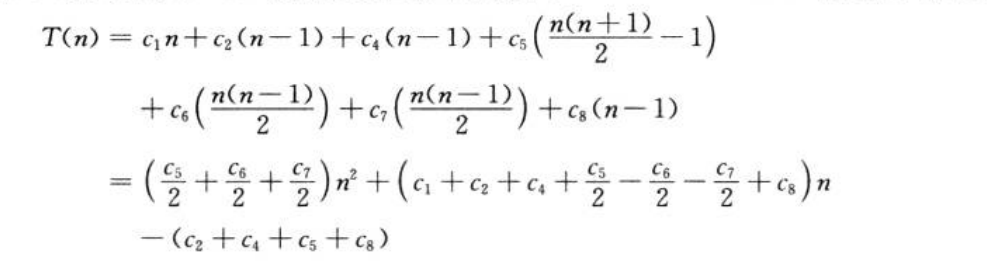 T(n) = c₁n + c₂(n − 1) + c₄(n − 1) + c₅(n(n + 1)/2 − 1)
+ c₆(n(n − 1)/2) + c₇(n(n − 1)/2) + c₈(n − 1)
= (c₅/2 + c₆/2 + c₇/2)n² + (c₁ + c₂ + c₄ + c₅/2 − c₆/2 − c₇/2 + c₈)n
− (c₂ + c₄ + c₅ + c₈)